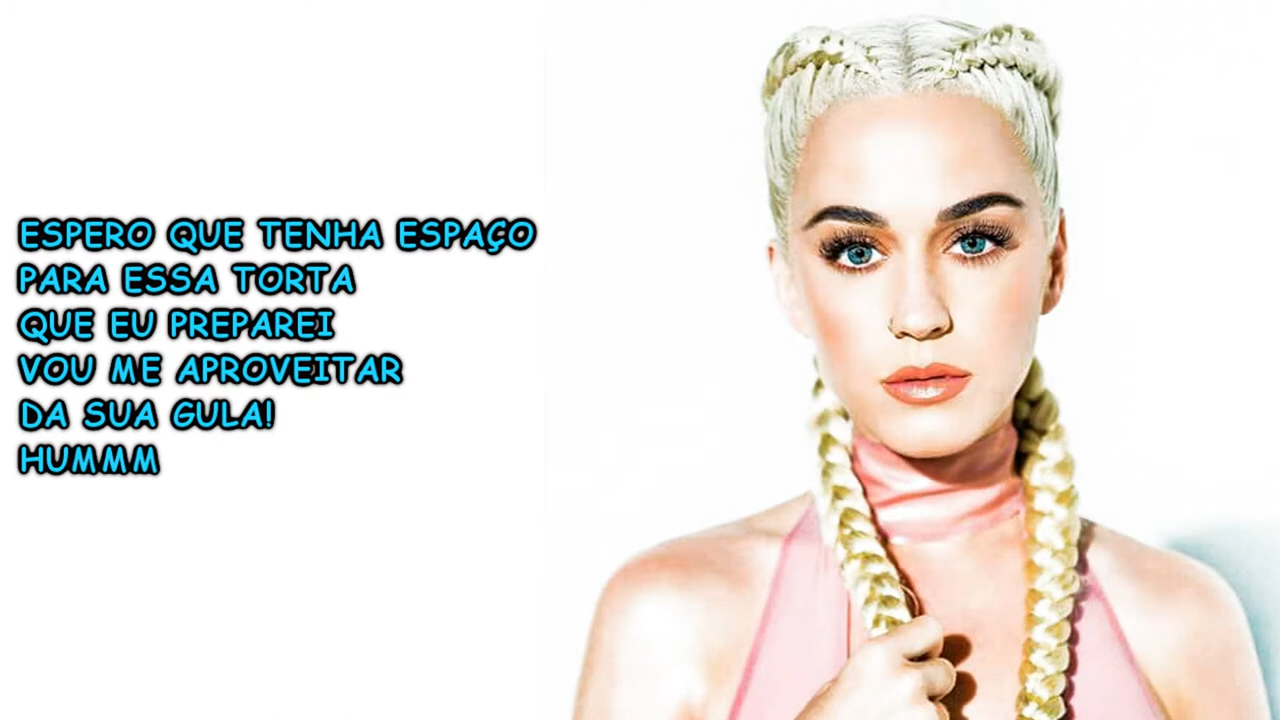 ESPERO QUE TENHA ESPAÇO
PARA ESSA TORTA
QUE EU PREPAREI
VOU ME APROVEITAR
DA SUA GULA!
HUMMM